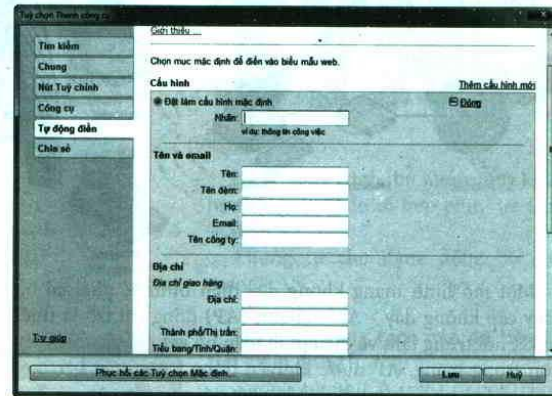 Tuỳ chọn Thanh công cụ
Tìm kiếm
Chung
Nút Tuỳ chỉnh
Công cụ
Tự động điền
Chia sẻ
Trợ giúp
Giới thiệu ...
Chọn mục mặc định để điền vào biểu mẫu web.
Cấu hình
Thêm cấu hình mới
Đặt làm cấu hình mặc định
Đóng
Nhãn:
ví dụ: thông tin công việc
Tên và email
Tên:
Tên đệm:
Họ:
Email:
Tên công ty:
Địa chỉ
Địa chỉ giao hàng
Địa chỉ:
Thành phố/Thị trấn:
Tiểu bang/Tỉnh/Quận:
Phục hồi các Tuỳ chọn Mặc định...
Lưu
Huỷ